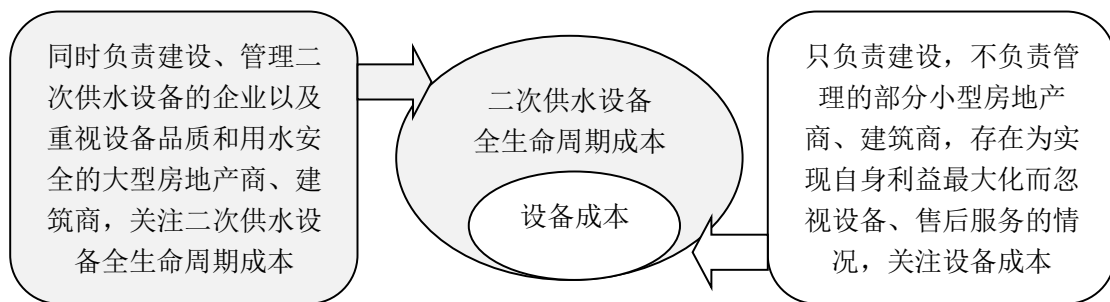 同时负责建设、管理二
次供水设备的企业以及
重视设备品质和用水安
全的大型房地产商、建
筑商，关注二次供水设
备全生命周期成本
二次供水设备
全生命周期成本
设备成本
只负责建设，不负责管
理的部分小型房地产
商、建筑商，存在为实
现自身利益最大化而忽
视设备、售后服务的情
况，关注设备成本